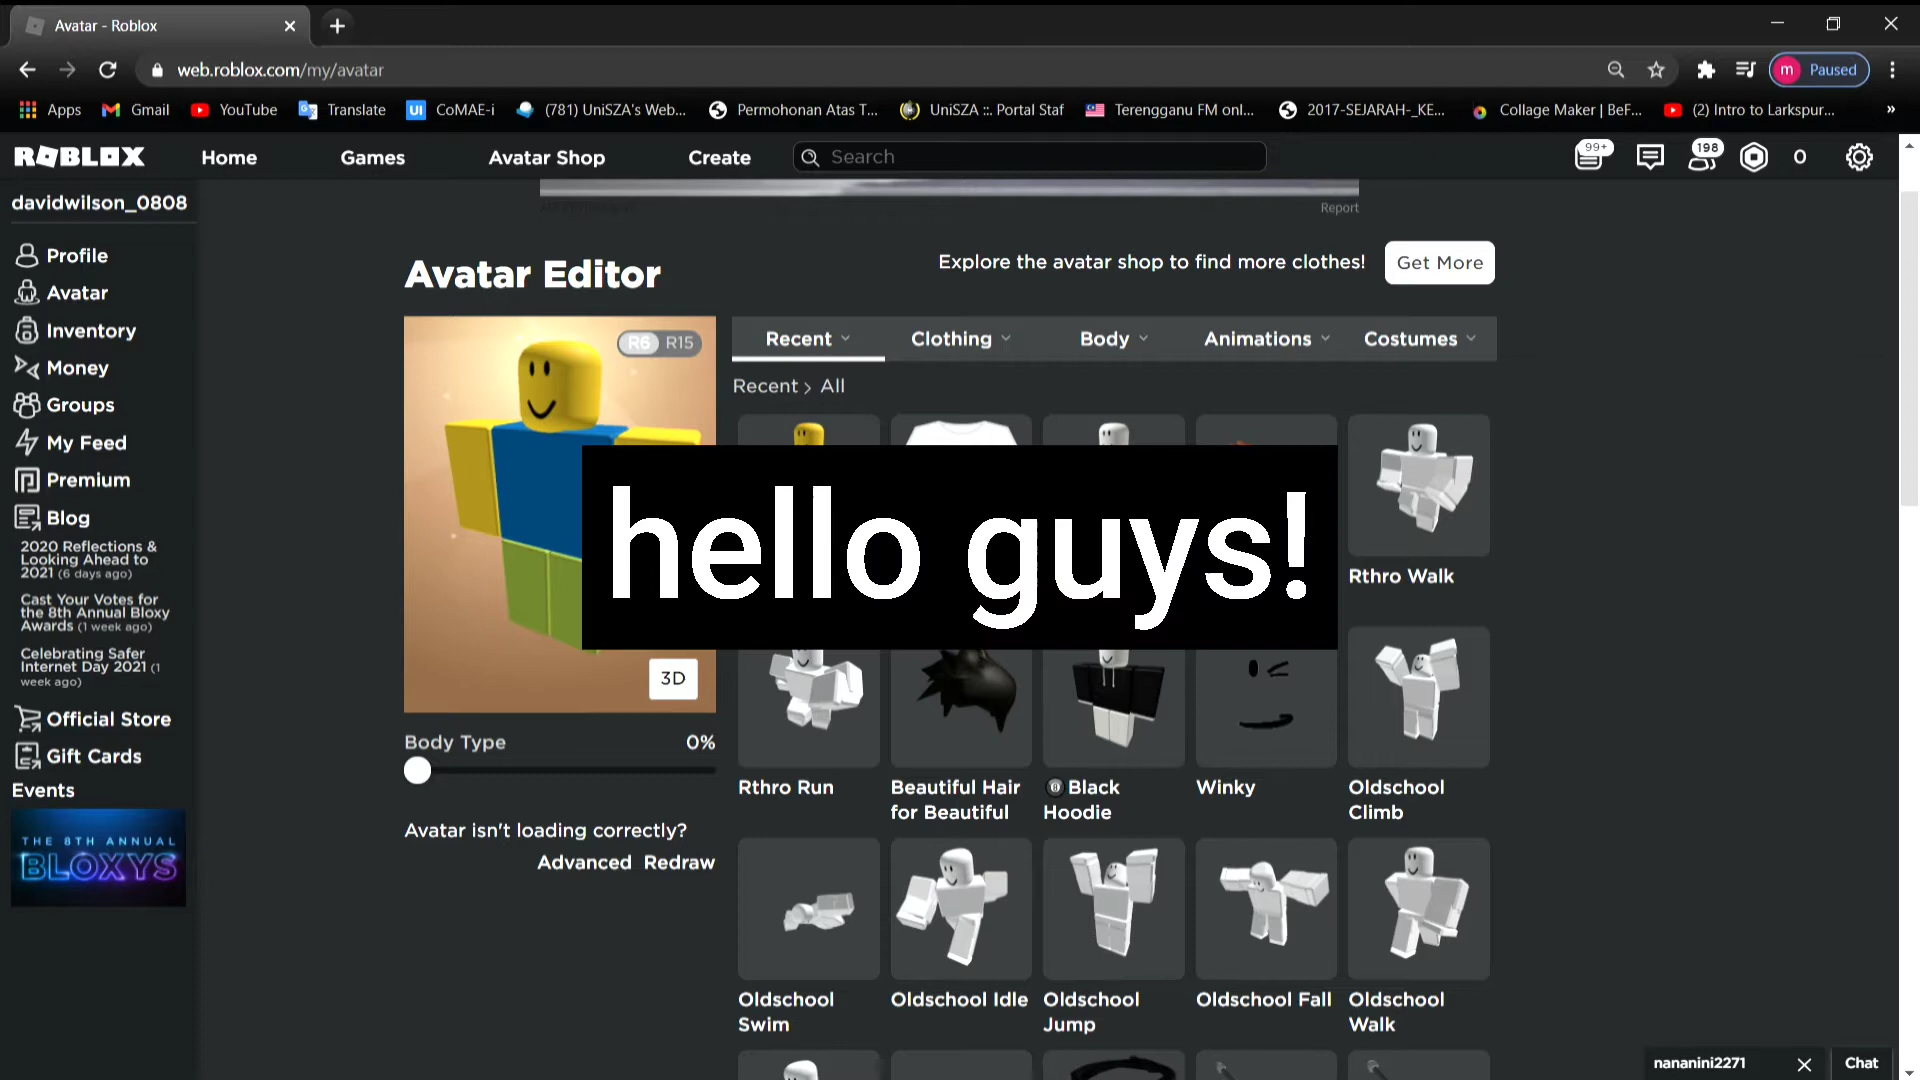 Avatar - Roblox
web.roblox.com/my/avatar
m Paused
Apps Gmail YouTube Translate UI CoMAE-i (781) UniSZA's Web... Permohonan Atas T... UniSZA ::. Portal Staf Terengganu FM onl... 2017-SEJARAH-_KE... Collage Maker | BeF... (2) Intro to Larkspur... »
ROBLOX Home Games Avatar Shop Create Search 99+ 198 0
davidwilson_0808
Report
Profile
Avatar
Inventory
Money
Groups
My Feed
Premium
Blog
2020 Reflections &
Looking Ahead to
2021 (6 days ago)
Cast Your Votes for
the 8th Annual Bloxy
Awards (1 week ago)
Celebrating Safer
Internet Day 2021 (1
week ago)
Official Store
Gift Cards
Events
THE 8TH ANNUAL
BLOXYS
Avatar Editor
Explore the avatar shop to find more clothes! Get More
R6 R15
3D
Body Type 0%
Avatar isn't loading correctly?
Advanced Redraw
Recent Clothing Body Animations Costumes
Recent > All
hello guys!
Rthro Walk
Rthro Run
Beautiful Hair
for Beautiful
Black
Hoodie
Winky
Oldschool
Climb
Oldschool
Swim
Oldschool Idle
Oldschool
Jump
Oldschool Fall
Oldschool
Walk
nananini2271 Chat